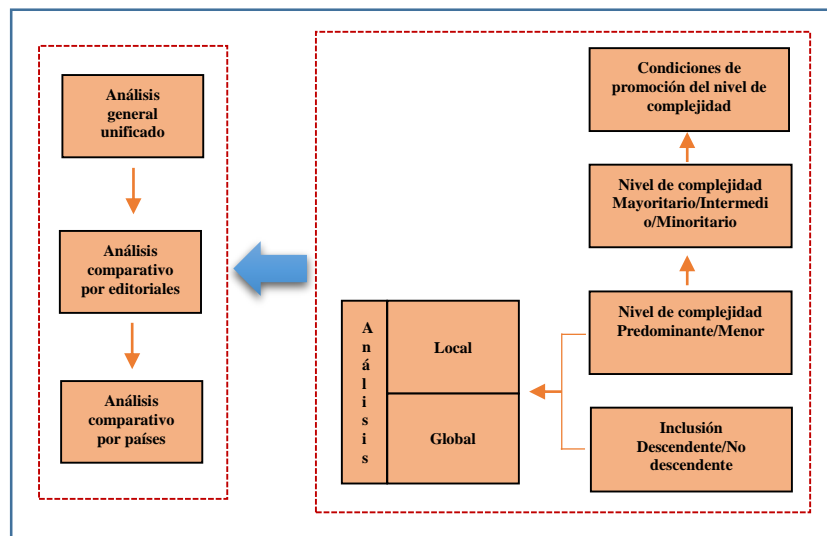 Análisis
general
unificado
Análisis
comparativo
por editoriales
Análisis
comparativo
por países
Condiciones de
promoción del nivel de
complejidad
Nivel de complejidad
Mayoritario/Intermedi
o/Minoritario
Nivel de complejidad
Predominante/Menor
Inclusión
Descendente/No
descendente
A
n
á
l
i
s
i
s
Local
Global